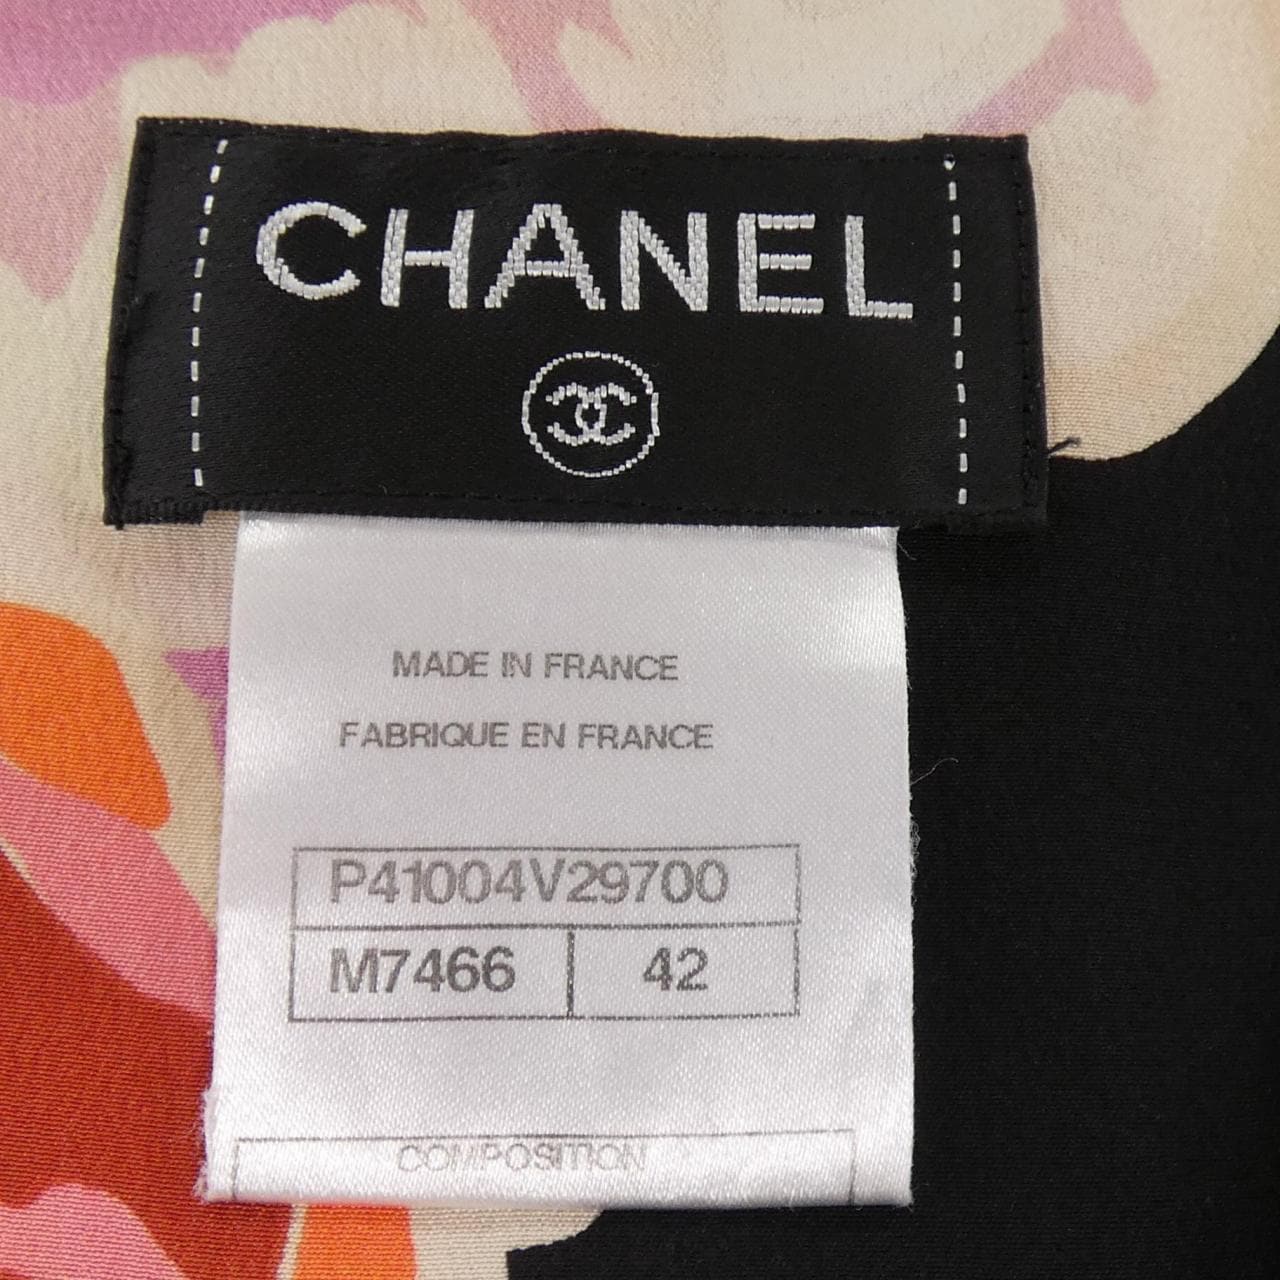 CHANEL
MADE IN FRANCE
FABRIQUE EN FRANCE
P41004V29700
M7466 42
COMPOSITION